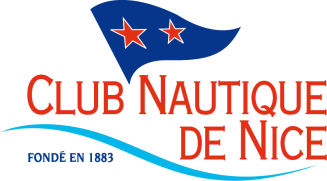 CLUB NAUTIQUE
DE NICE
FONDÉ EN 1883